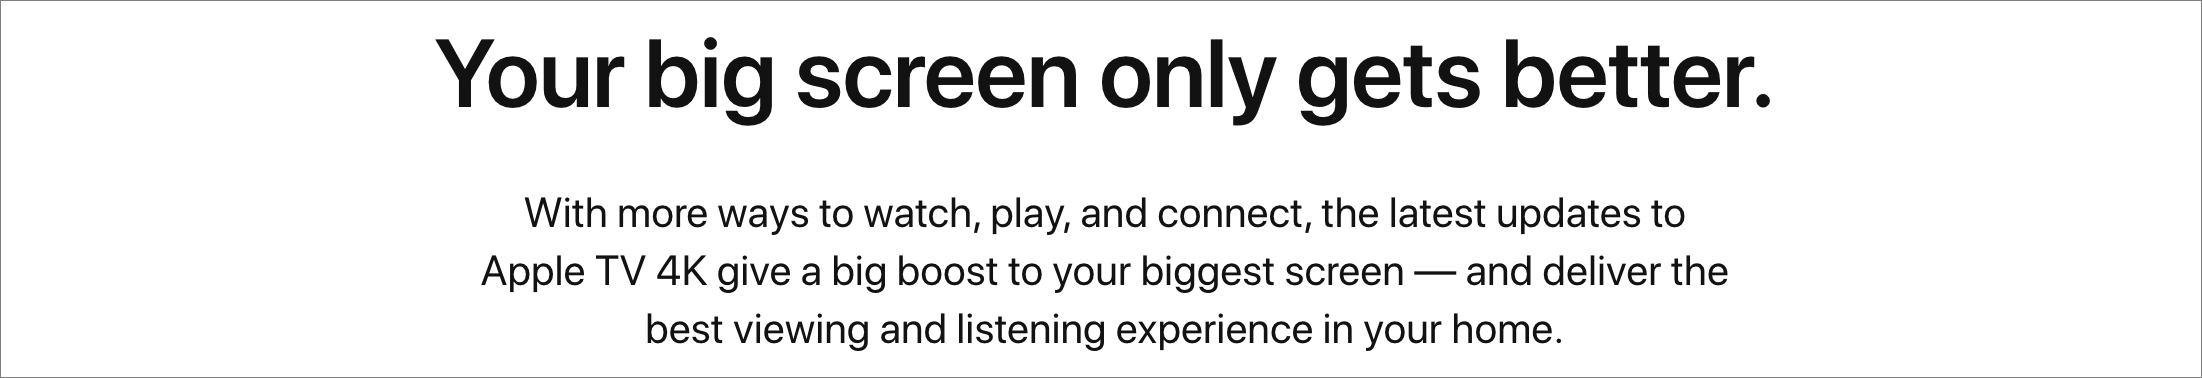 Your big screen only gets better.
With more ways to watch, play, and connect, the latest updates to
Apple TV 4K give a big boost to your biggest screen — and deliver the
best viewing and listening experience in your home.